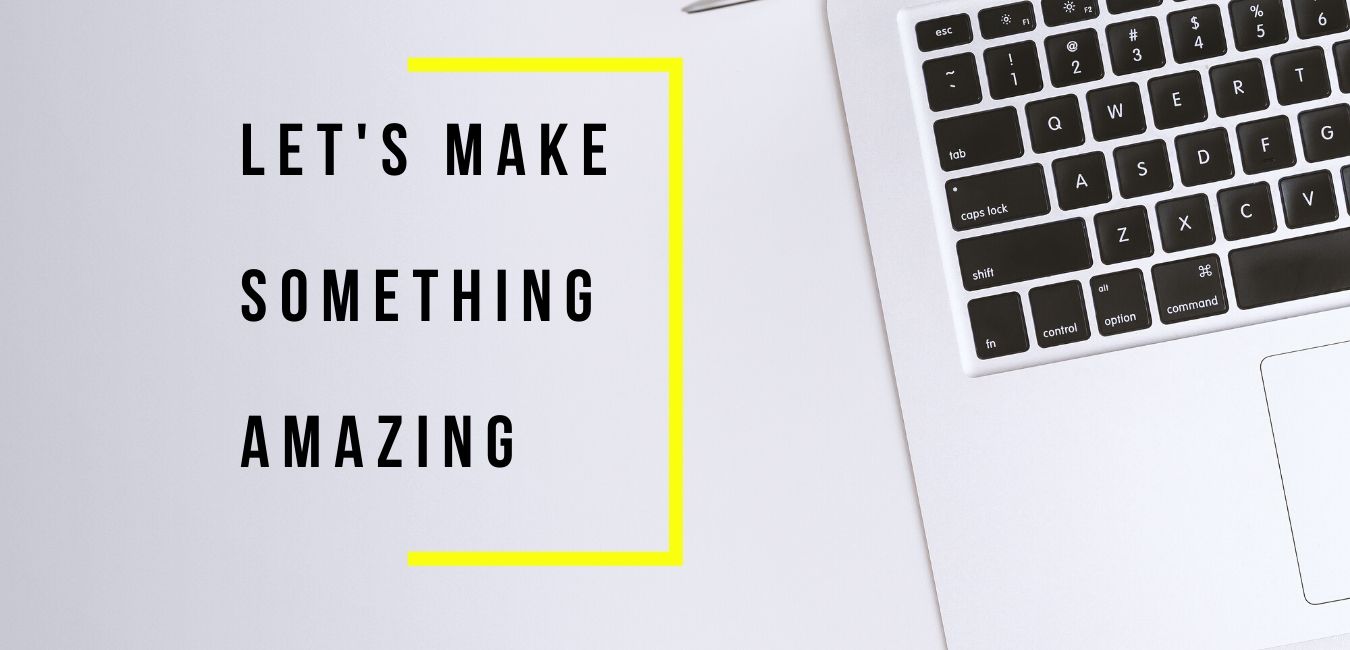 LET'S MAKE
SOMETHING
AMAZING
esc F1 F2
~ ` ! 1 @ 2 # 3 $ 4 % 5 6
tab Q W E R T
caps lock A S D F G
shift Z X C V
fn control alt option ⌘ command